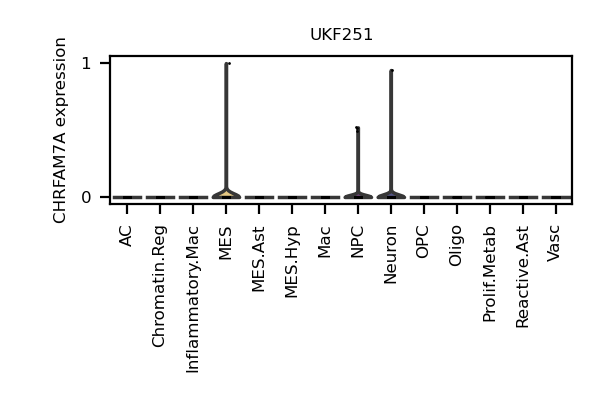 UKF251
CHRFAM7A expression
1
0
AC
Chromatin.Reg
Inflammatory.Mac
MES
MES.Ast
MES.Hyp
Mac
NPC
Neuron
OPC
Oligo
Prolif.Metab
Reactive.Ast
Vasc